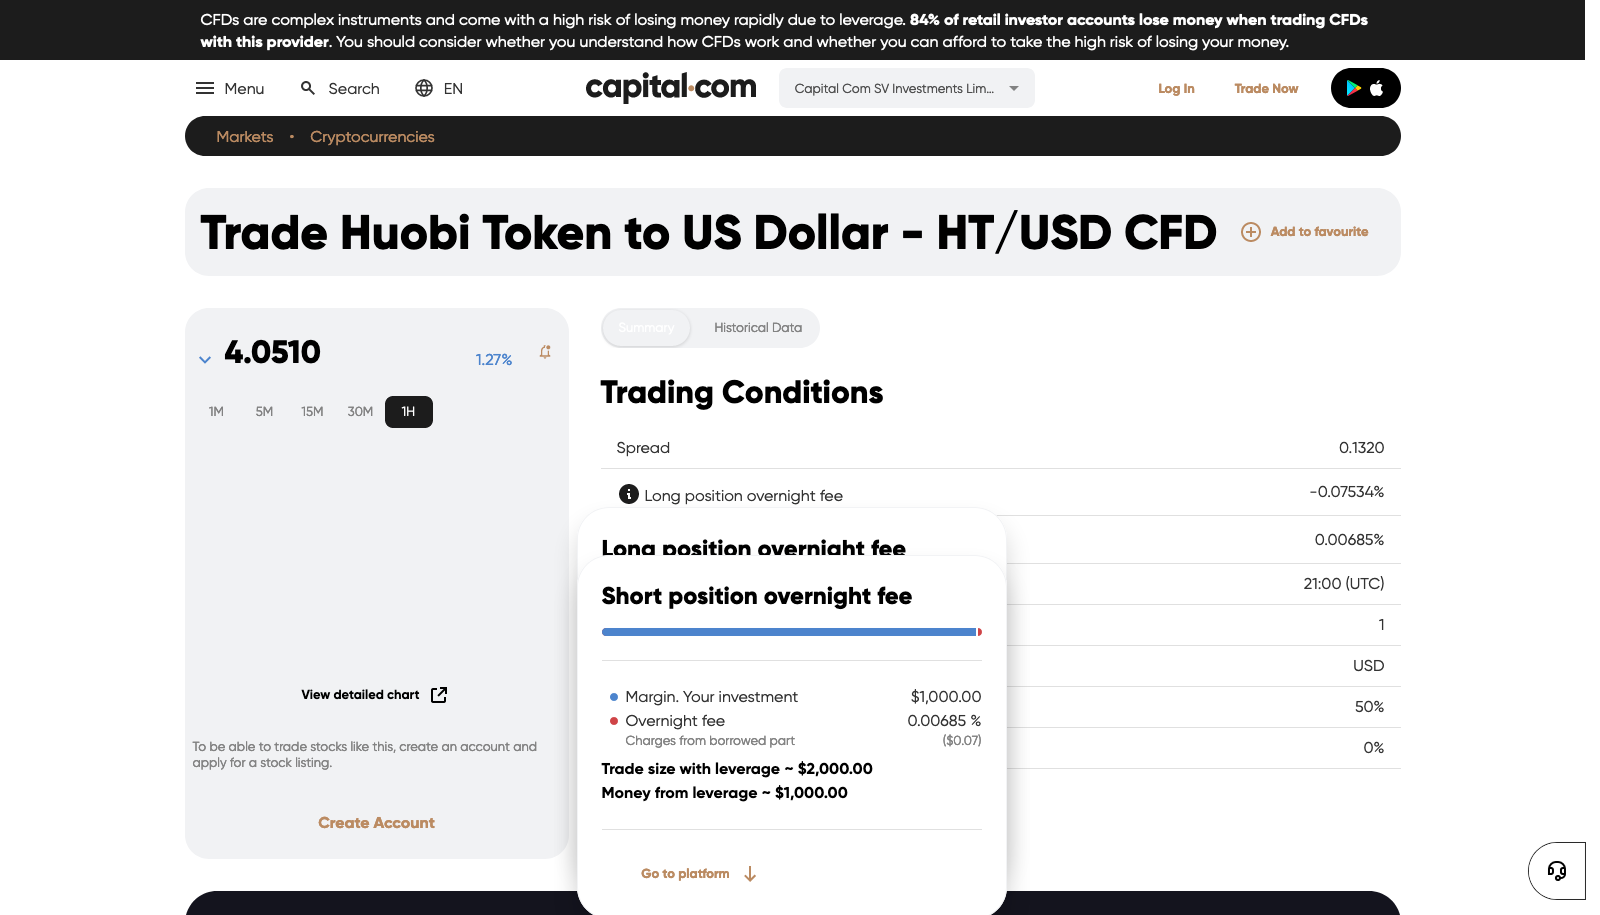 CFDs are complex instruments and come with a high risk of losing money rapidly due to leverage. 84% of retail investor accounts lose money when trading CFDs
with this provider. You should consider whether you understand how CFDs work and whether you can afford to take the high risk of losing your money.
Menu Search EN capital.com Capital Com SV Investments Lim... Log In Trade Now
Markets • Cryptocurrencies
Trade Huobi Token to US Dollar - HT/USD CFD Add to favourite
4.0510 1.27%
1M 5M 15M 30M 1H
View detailed chart
To be able to trade stocks like this, create an account and
apply for a stock listing.
Create Account
Summary Historical Data
Trading Conditions
Spread 0.1320
Long position overnight fee -0.07534%
0.00685%
21:00 (UTC)
1
USD
50%
0%
Long position overnight fee
Short position overnight fee
Margin. Your investment $1,000.00
Overnight fee 0.00685 %
Charges from borrowed part ($0.07)
Trade size with leverage ~ $2,000.00
Money from leverage ~ $1,000.00
Go to platform